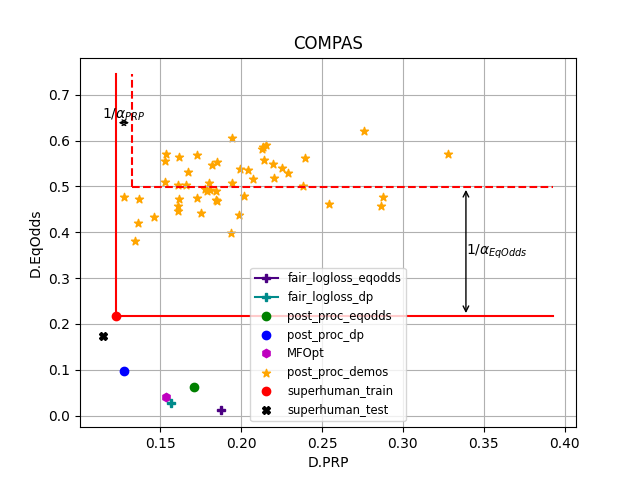 COMPAS
1/α_PRP
1/α_EqOdds
D.EqOdds
0.7
0.6
0.5
0.4
0.3
0.2
0.1
0.0
fair_logloss_eqodds
fair_logloss_dp
post_proc_eqodds
post_proc_dp
MFOpt
post_proc_demos
superhuman_train
superhuman_test
0.15
0.20
0.25
0.30
0.35
0.40
D.PRP